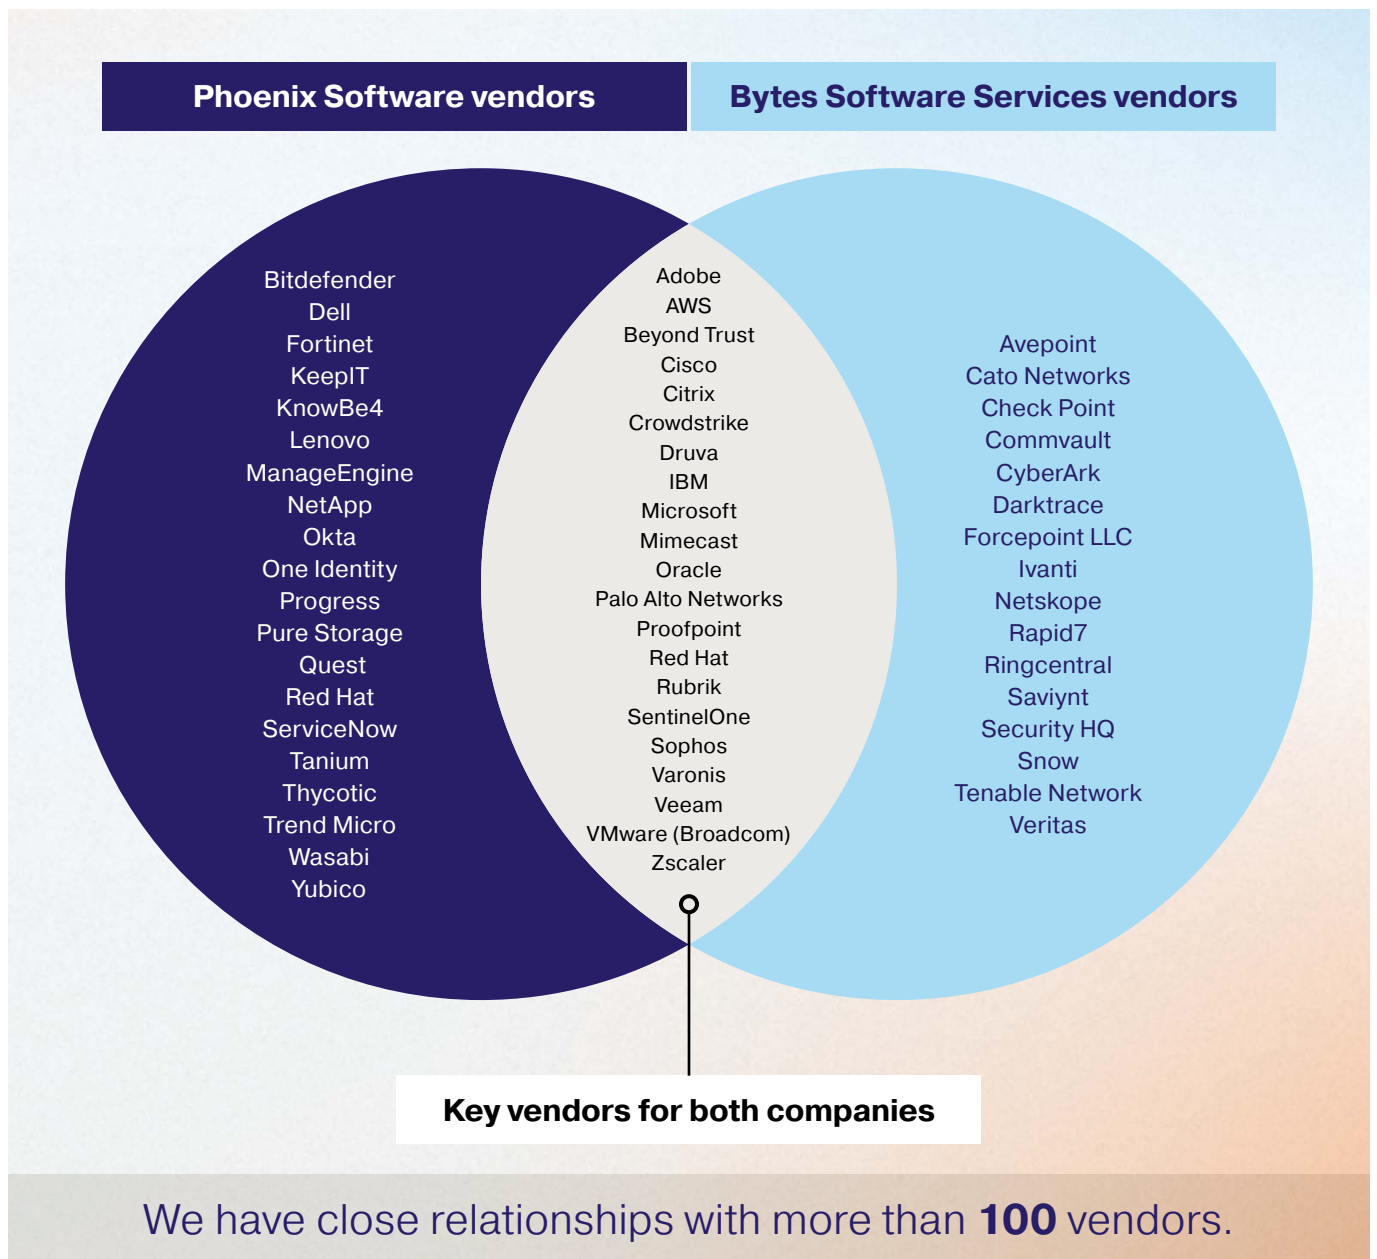 Phoenix Software vendors
Bytes Software Services vendors
Bitdefender
Dell
Fortinet
KeepIT
KnowBe4
Lenovo
ManageEngine
NetApp
Okta
One Identity
Progress
Pure Storage
Quest
Red Hat
ServiceNow
Tanium
Thycotic
Trend Micro
Wasabi
Yubico
Adobe
AWS
Beyond Trust
Cisco
Citrix
Crowdstrike
Druva
IBM
Microsoft
Mimecast
Oracle
Palo Alto Networks
Proofpoint
Red Hat
Rubrik
SentinelOne
Sophos
Varonis
Veeam
VMware (Broadcom)
Zscaler
Avepoint
Cato Networks
Check Point
Commvault
CyberArk
Darktrace
Forcepoint LLC
Ivanti
Netskope
Rapid7
Ringcentral
Saviynt
Security HQ
Snow
Tenable Network
Veritas
Key vendors for both companies
We have close relationships with more than 100 vendors.